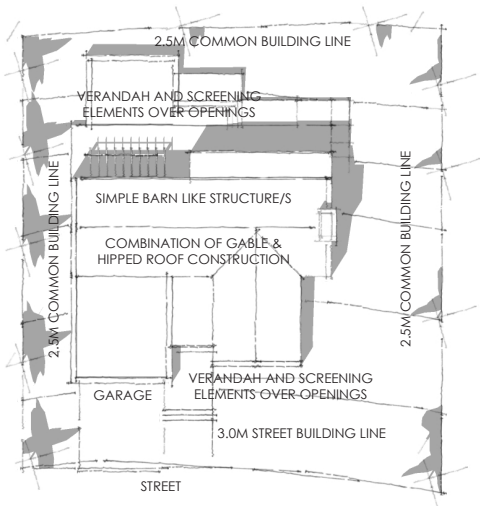 2.5M COMMON BUILDING LINE
VERANDAH AND SCREENING
ELEMENTS OVER OPENINGS
2.5M COMMON BUILDING LINE
2.5M COMMON BUILDING LINE
SIMPLE BARN LIKE STRUCTURE/S
COMBINATION OF GABLE &
HIPPED ROOF CONSTRUCTION
VERANDAH AND SCREENING
ELEMENTS OVER OPENINGS
GARAGE
3.0M STREET BUILDING LINE
STREET